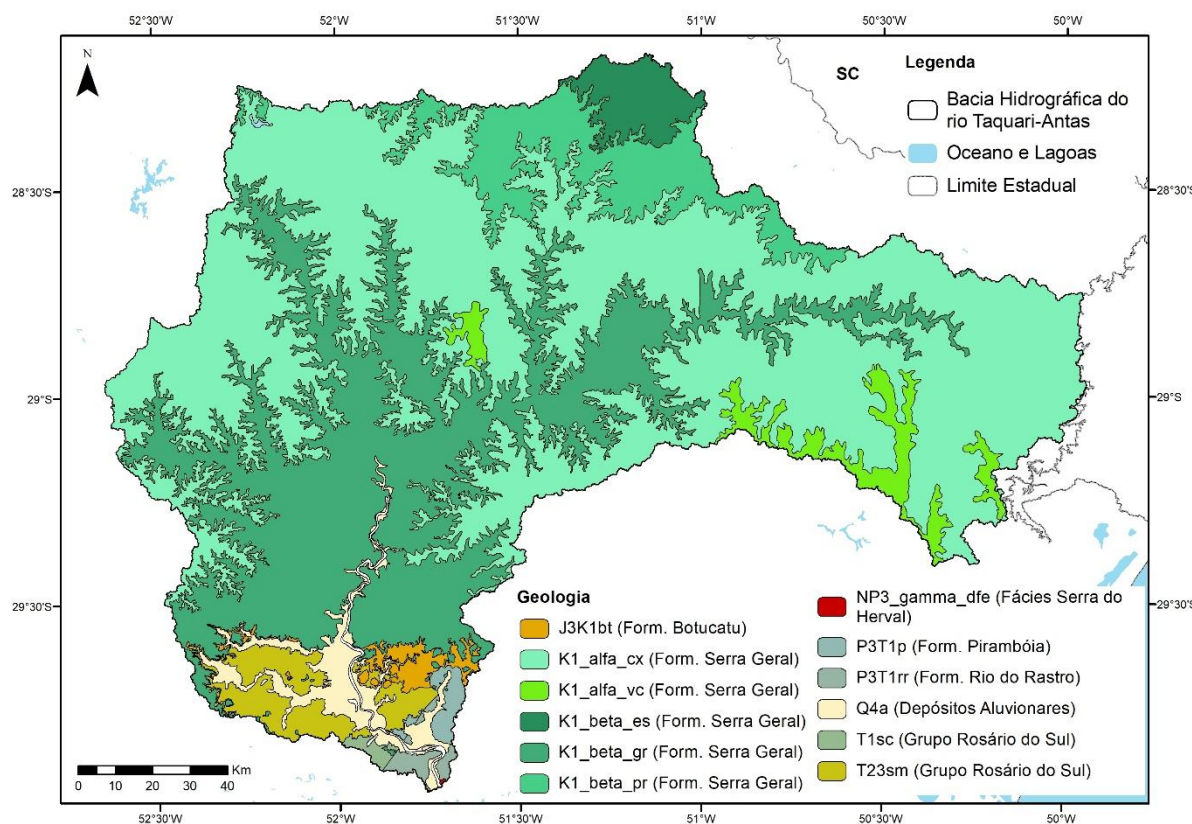 52°30'W
52°W
51°30'W
51°W
50°30'W
50°W
N
SC
Legenda
Bacia Hidrográfica do
rio Taquari-Antas
Oceano e Lagoas
Limite Estadual
28°30'S
28°30'S
29°S
29°S
29°30'S
29°30'S
Geologia
J3K1bt (Form. Botucatu)
K1_alfa_cx (Form. Serra Geral)
K1_alfa_vc (Form. Serra Geral)
K1_beta_es (Form. Serra Geral)
K1_beta_gr (Form. Serra Geral)
K1_beta_pr (Form. Serra Geral)
NP3_gamma_dfe (Fácies Serra do
Herval)
P3T1p (Form. Pirambóia)
P3T1rr (Form. Rio do Rastro)
Q4a (Depósitos Aluvionares)
T1sc (Grupo Rosário do Sul)
T23sm (Grupo Rosário do Sul)
Km
0 10 20 30 40
52°30'W
52°W
51°30'W
51°W
50°30'W
50°W